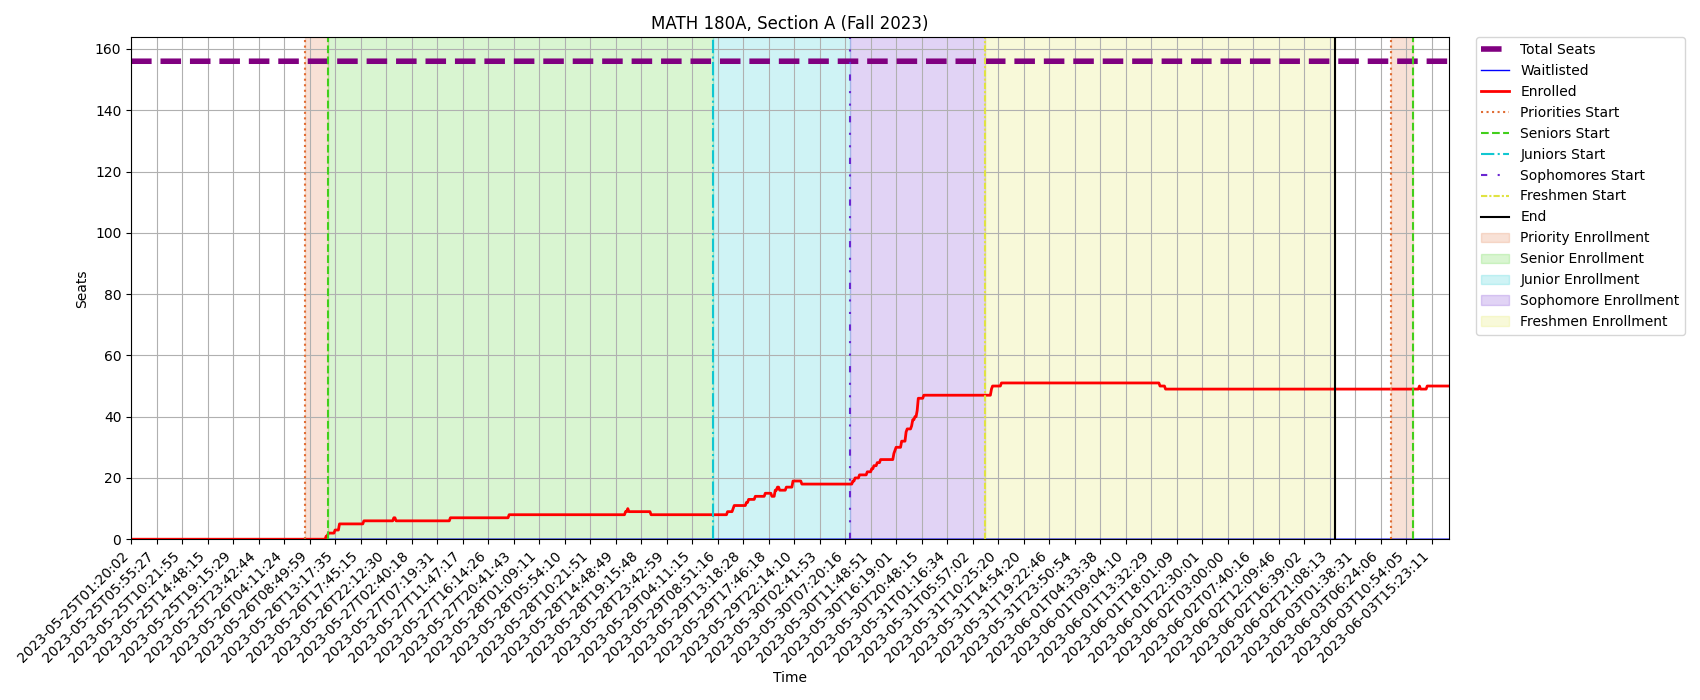 MATH 180A, Section A (Fall 2023)
Seats
160
140
120
100
80
60
40
20
0
2023-05-25T01:20:02
2023-05-25T05:55:27
2023-05-25T10:21:55
2023-05-25T14:48:15
2023-05-25T19:15:29
2023-05-25T23:42:44
2023-05-26T04:11:24
2023-05-26T08:49:59
2023-05-26T13:17:35
2023-05-26T17:45:15
2023-05-26T22:12:30
2023-05-27T02:40:18
2023-05-27T07:19:31
2023-05-27T11:47:17
2023-05-27T16:14:26
2023-05-27T20:41:43
2023-05-28T01:09:11
2023-05-28T05:54:10
2023-05-28T10:21:51
2023-05-28T14:48:49
2023-05-28T19:15:48
2023-05-28T23:42:59
2023-05-29T04:11:15
2023-05-29T08:51:16
2023-05-29T13:18:28
2023-05-29T17:46:18
2023-05-29T22:14:10
2023-05-30T02:41:53
2023-05-30T07:20:16
2023-05-30T11:48:51
2023-05-30T16:19:01
2023-05-30T20:48:15
2023-05-31T01:16:34
2023-05-31T05:57:02
2023-05-31T10:25:20
2023-05-31T14:54:20
2023-05-31T19:22:46
2023-05-31T23:50:54
2023-06-01T04:33:38
2023-06-01T09:04:10
2023-06-01T13:32:29
2023-06-01T18:01:09
2023-06-01T22:30:01
2023-06-02T03:00:00
2023-06-02T07:40:16
2023-06-02T12:09:46
2023-06-02T16:39:02
2023-06-02T21:08:13
2023-06-03T01:38:31
2023-06-03T06:24:06
2023-06-03T10:54:05
2023-06-03T15:23:11
Time
Total Seats
Waitlisted
Enrolled
Priorities Start
Seniors Start
Juniors Start
Sophomores Start
Freshmen Start
End
Priority Enrollment
Senior Enrollment
Junior Enrollment
Sophomore Enrollment
Freshmen Enrollment